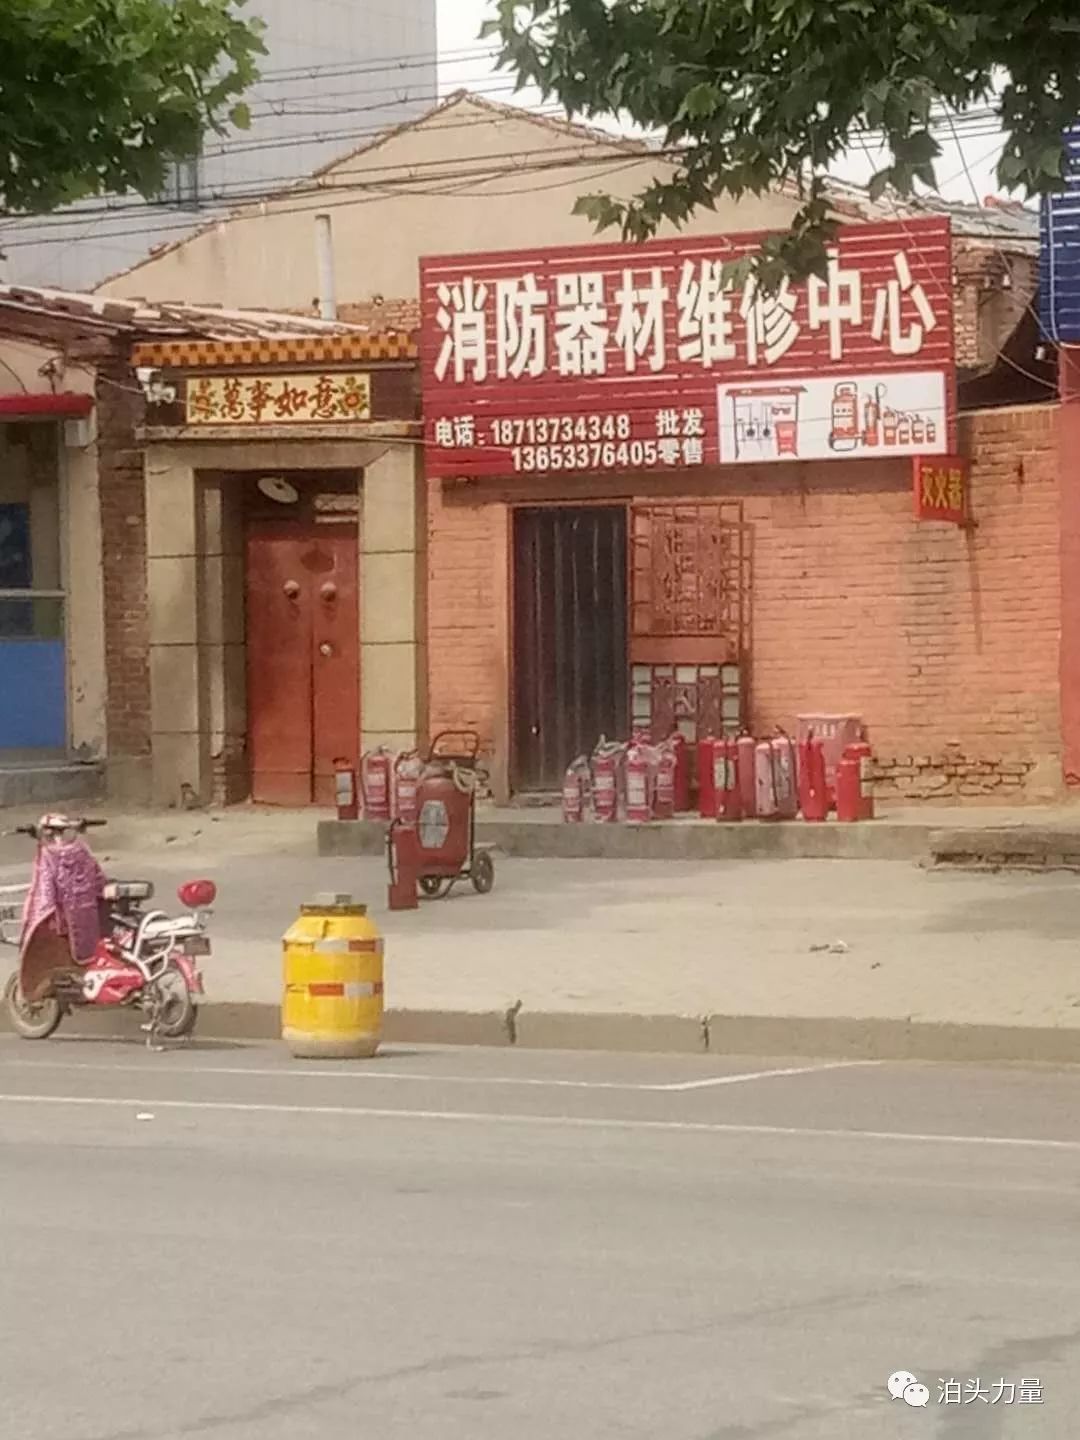 消防器材维修中心
萬事如意
电话:18713734348 批发
13653376405零售
灭火器
泊头力量